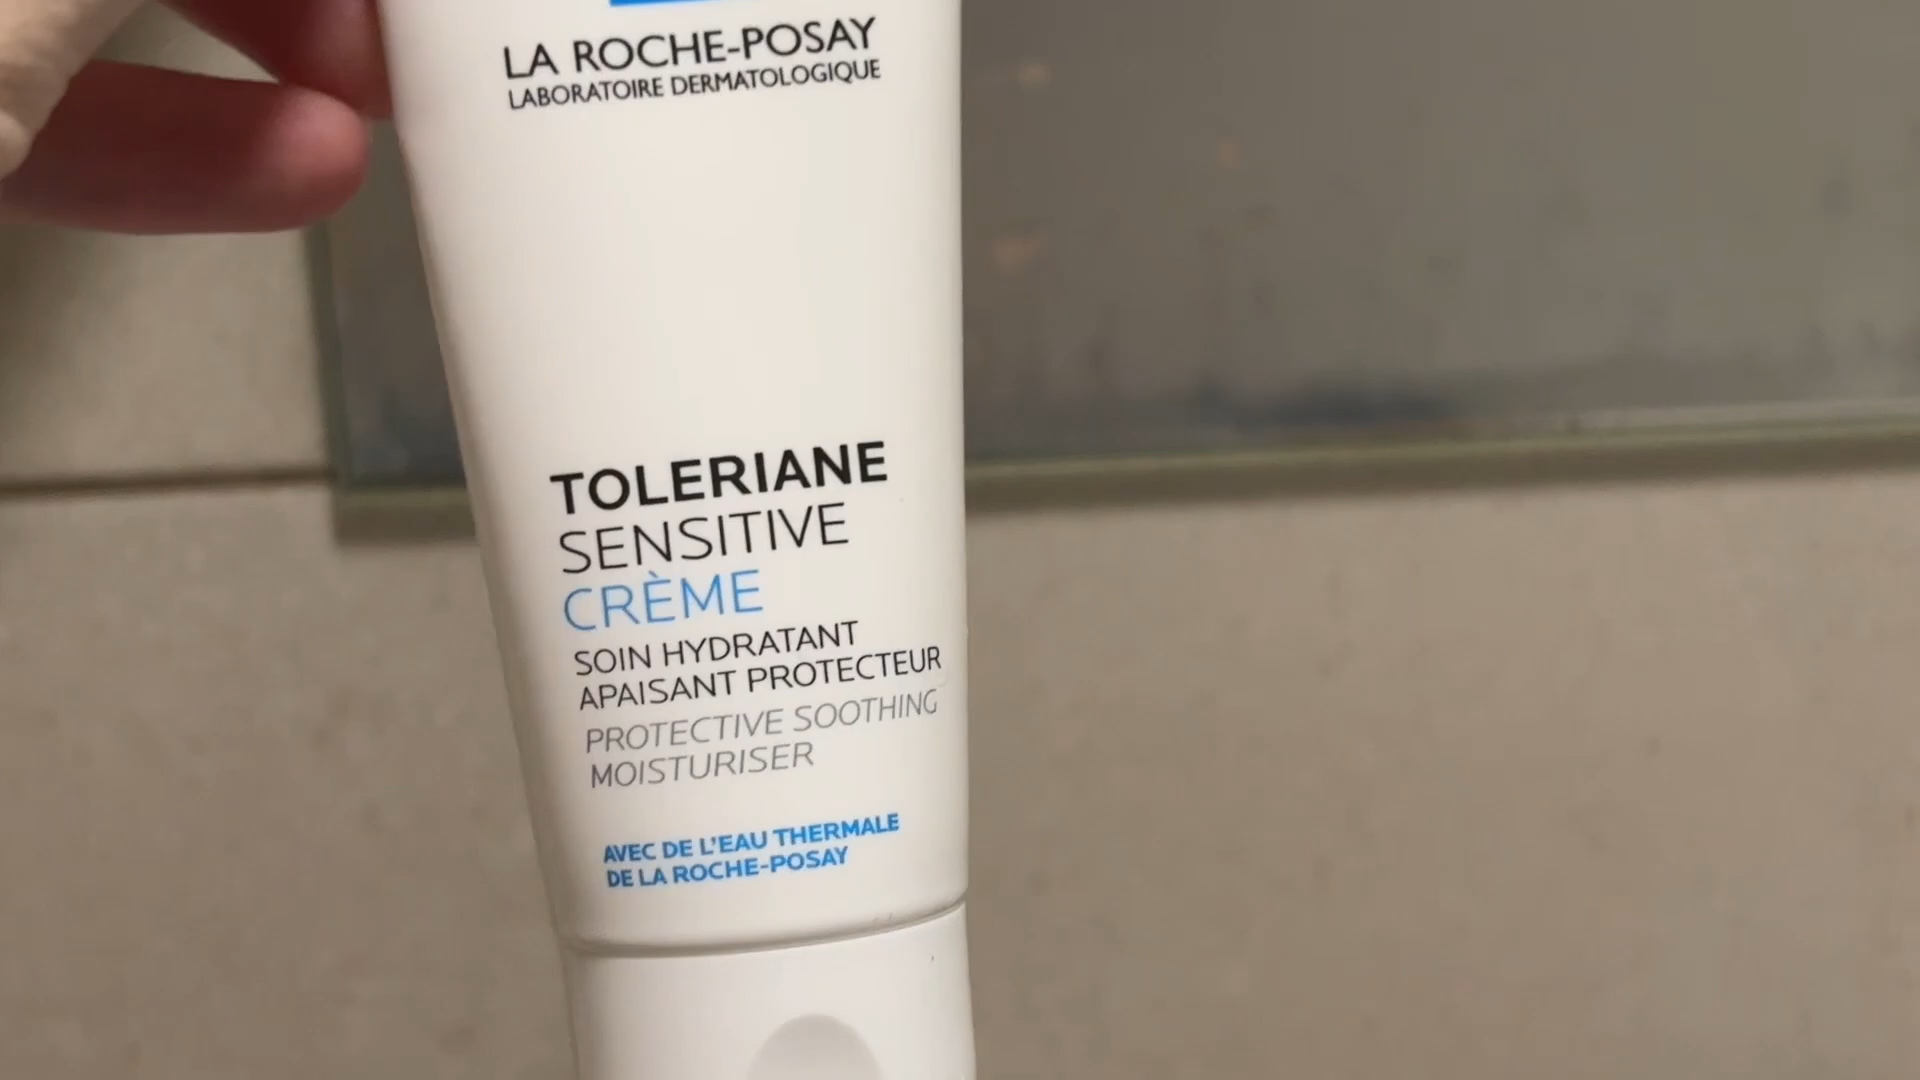 LA ROCHE-POSAY
LABORATOIRE DERMATOLOGIQUE
TOLERIANE
SENSITIVE
CRÈME
SOIN HYDRATANT
APAISANT PROTECTEUR
PROTECTIVE SOOTHING
MOISTURISER
AVEC DE L'EAU THERMALE
DE LA ROCHE-POSAY